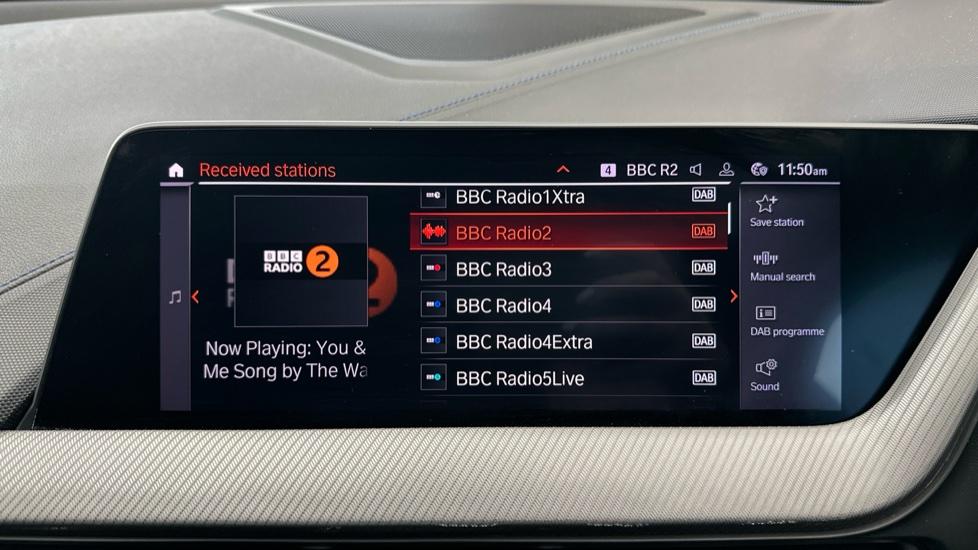 Received stations
4 BBC R2 11:50am
BBC Radio1Xtra DAB
BBC Radio2 DAB
BBC Radio3 DAB
BBC Radio4 DAB
BBC Radio4Extra DAB
BBC Radio5Live DAB
BBC
RADIO 2
Now Playing: You &
Me Song by The Wa
Save station
Manual search
DAB programme
Sound